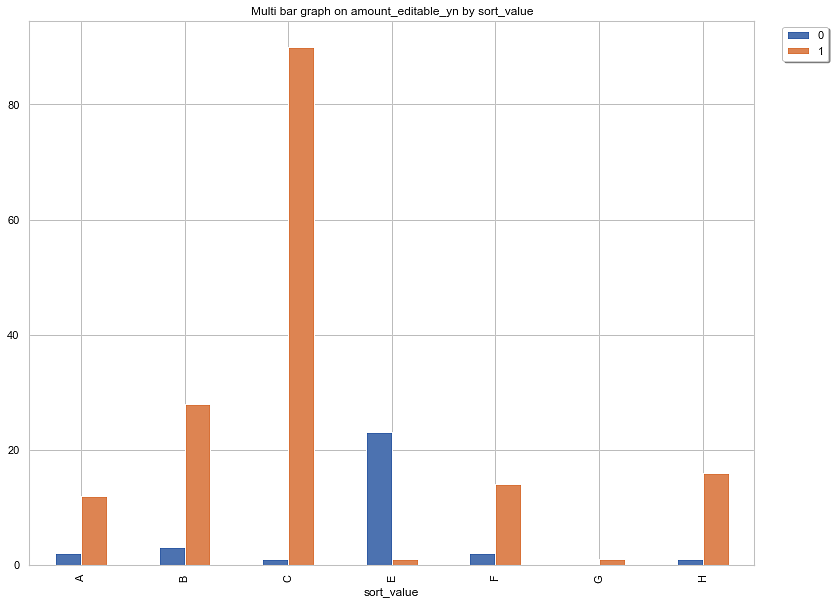 Multi bar graph on amount_editable_yn by sort_value
0
1
80
60
40
20
0
A
B
C
E
F
G
H
sort_value